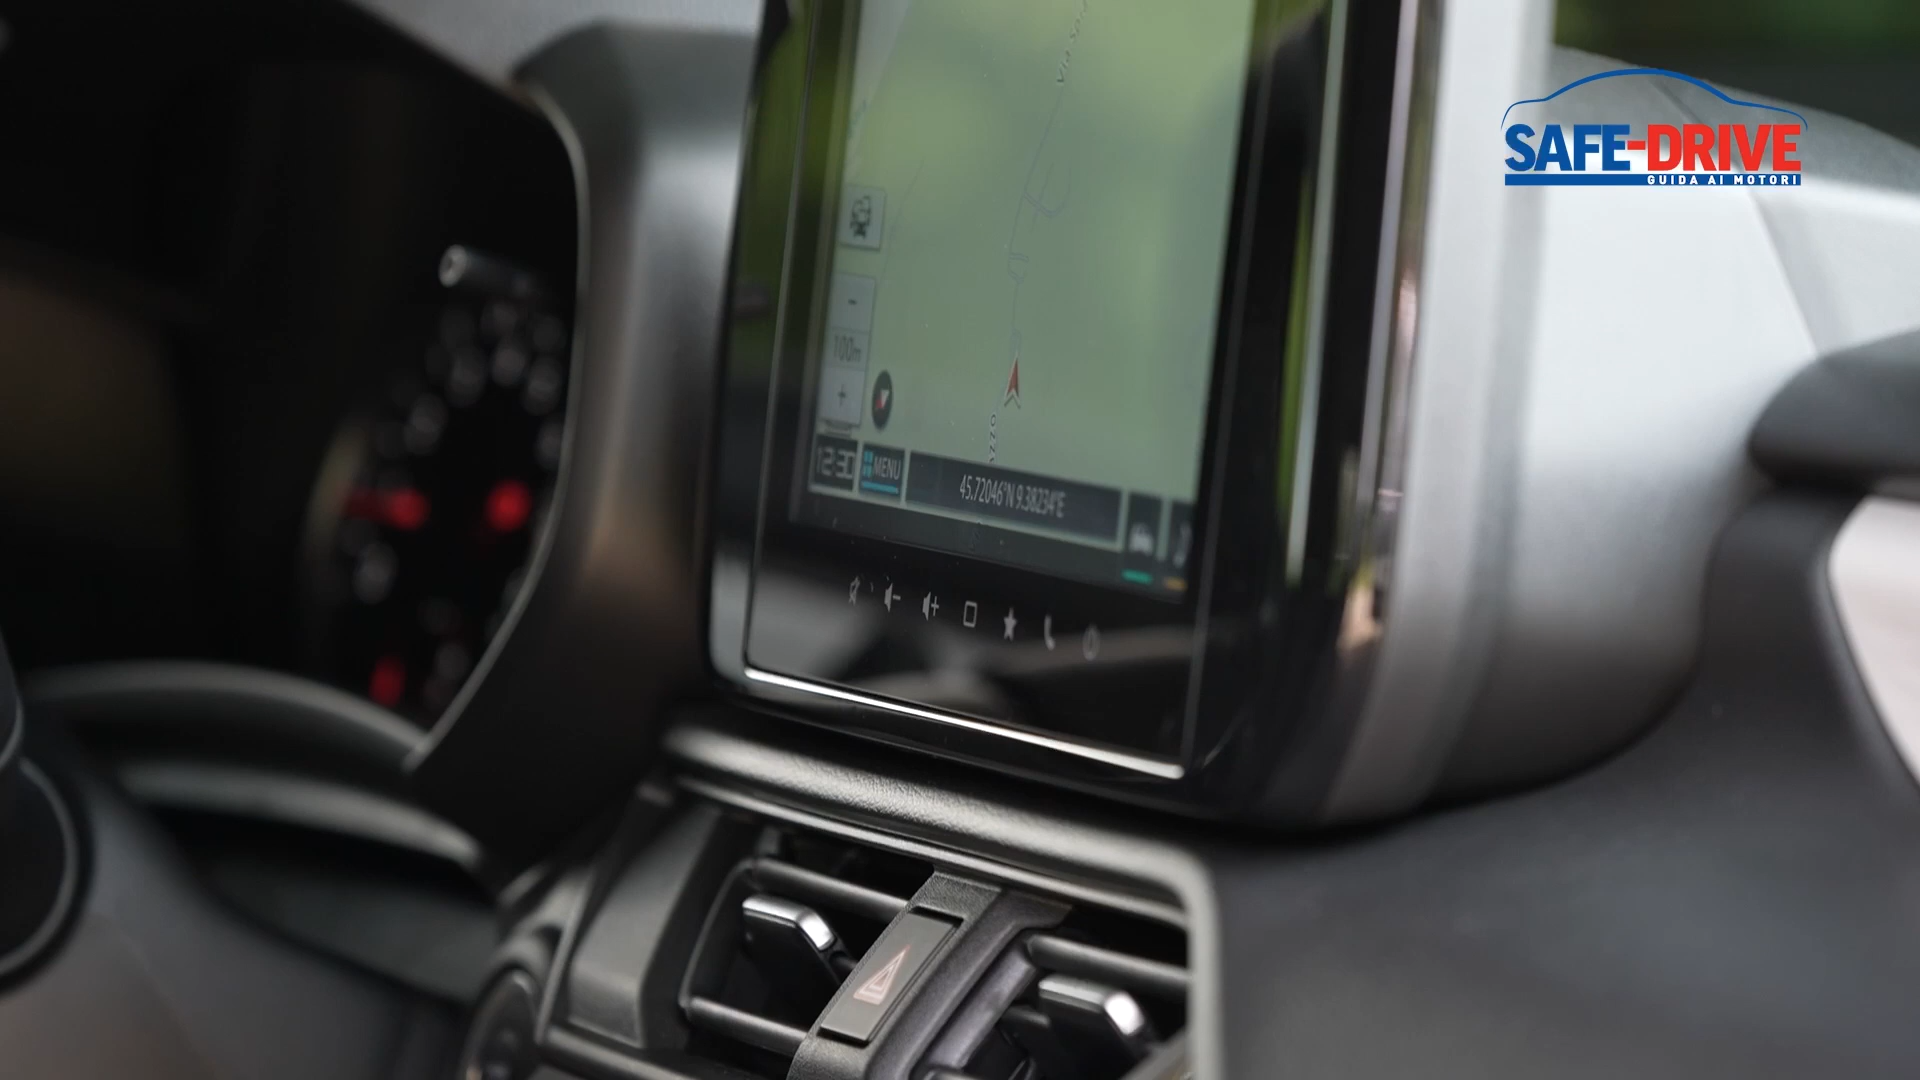 SAFE-DRIVE
GUIDA AI MOTORI
100m
12:30
MENU
45.72046°N 9.38234°E